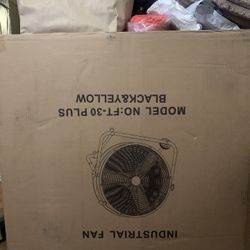 INDUSTRIAL FAN
MODEL NO:FT-30 PLUS
BLACK&YELLOW